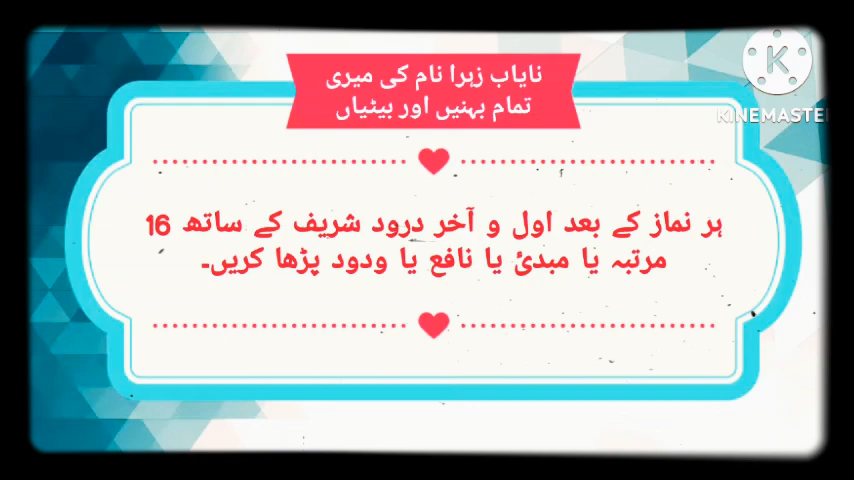 نایاب زہرا نام کی میری
تمام بہنیں اور بیٹیاں
ہر نماز کے بعد اول و آخر درود شریف کے ساتھ 16
مرتبہ یا مبدئ یا نافع یا ودود پڑھا کریں۔
K
KINEMASTER